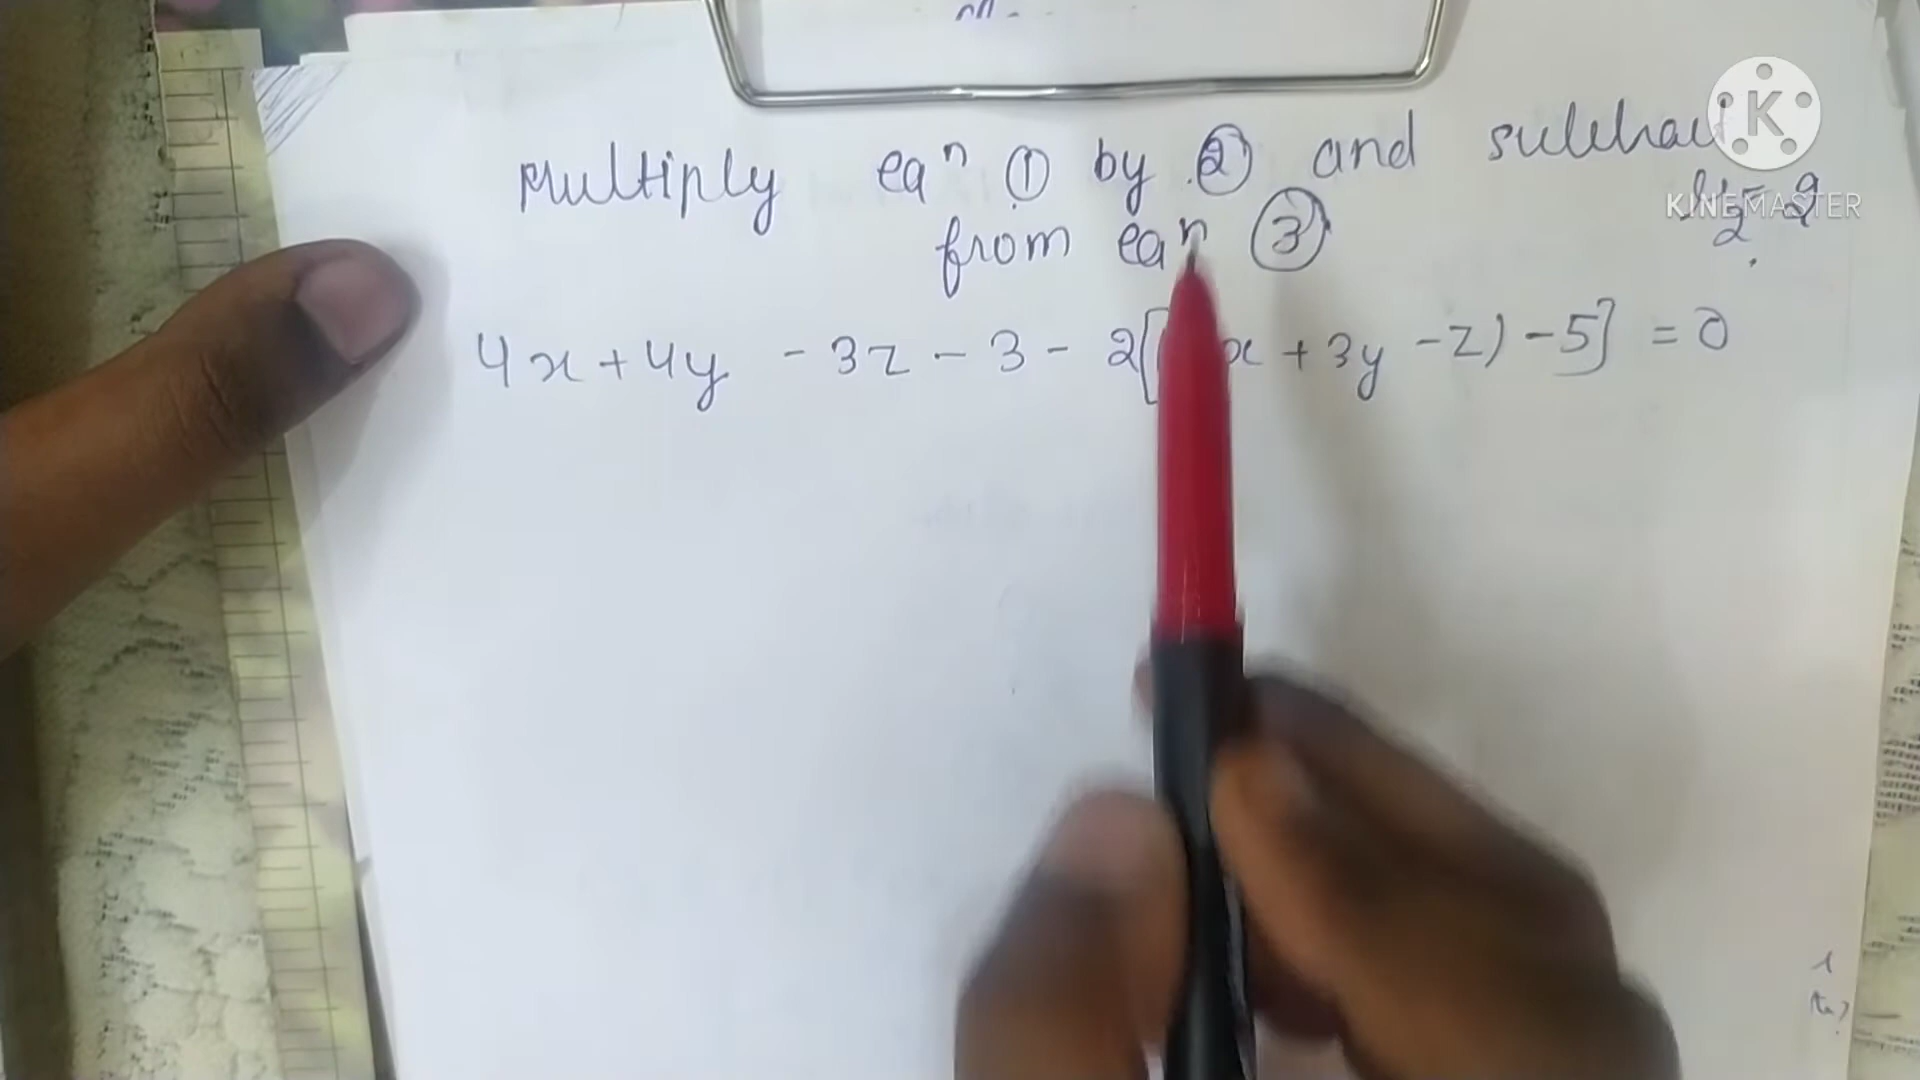 Multiply eqⁿ ① by ② and subtract
from eqⁿ ③
4x + 4y - 3z - 3 - 2[ x + 3y - z) - 5] = 0
K
KINEMASTER